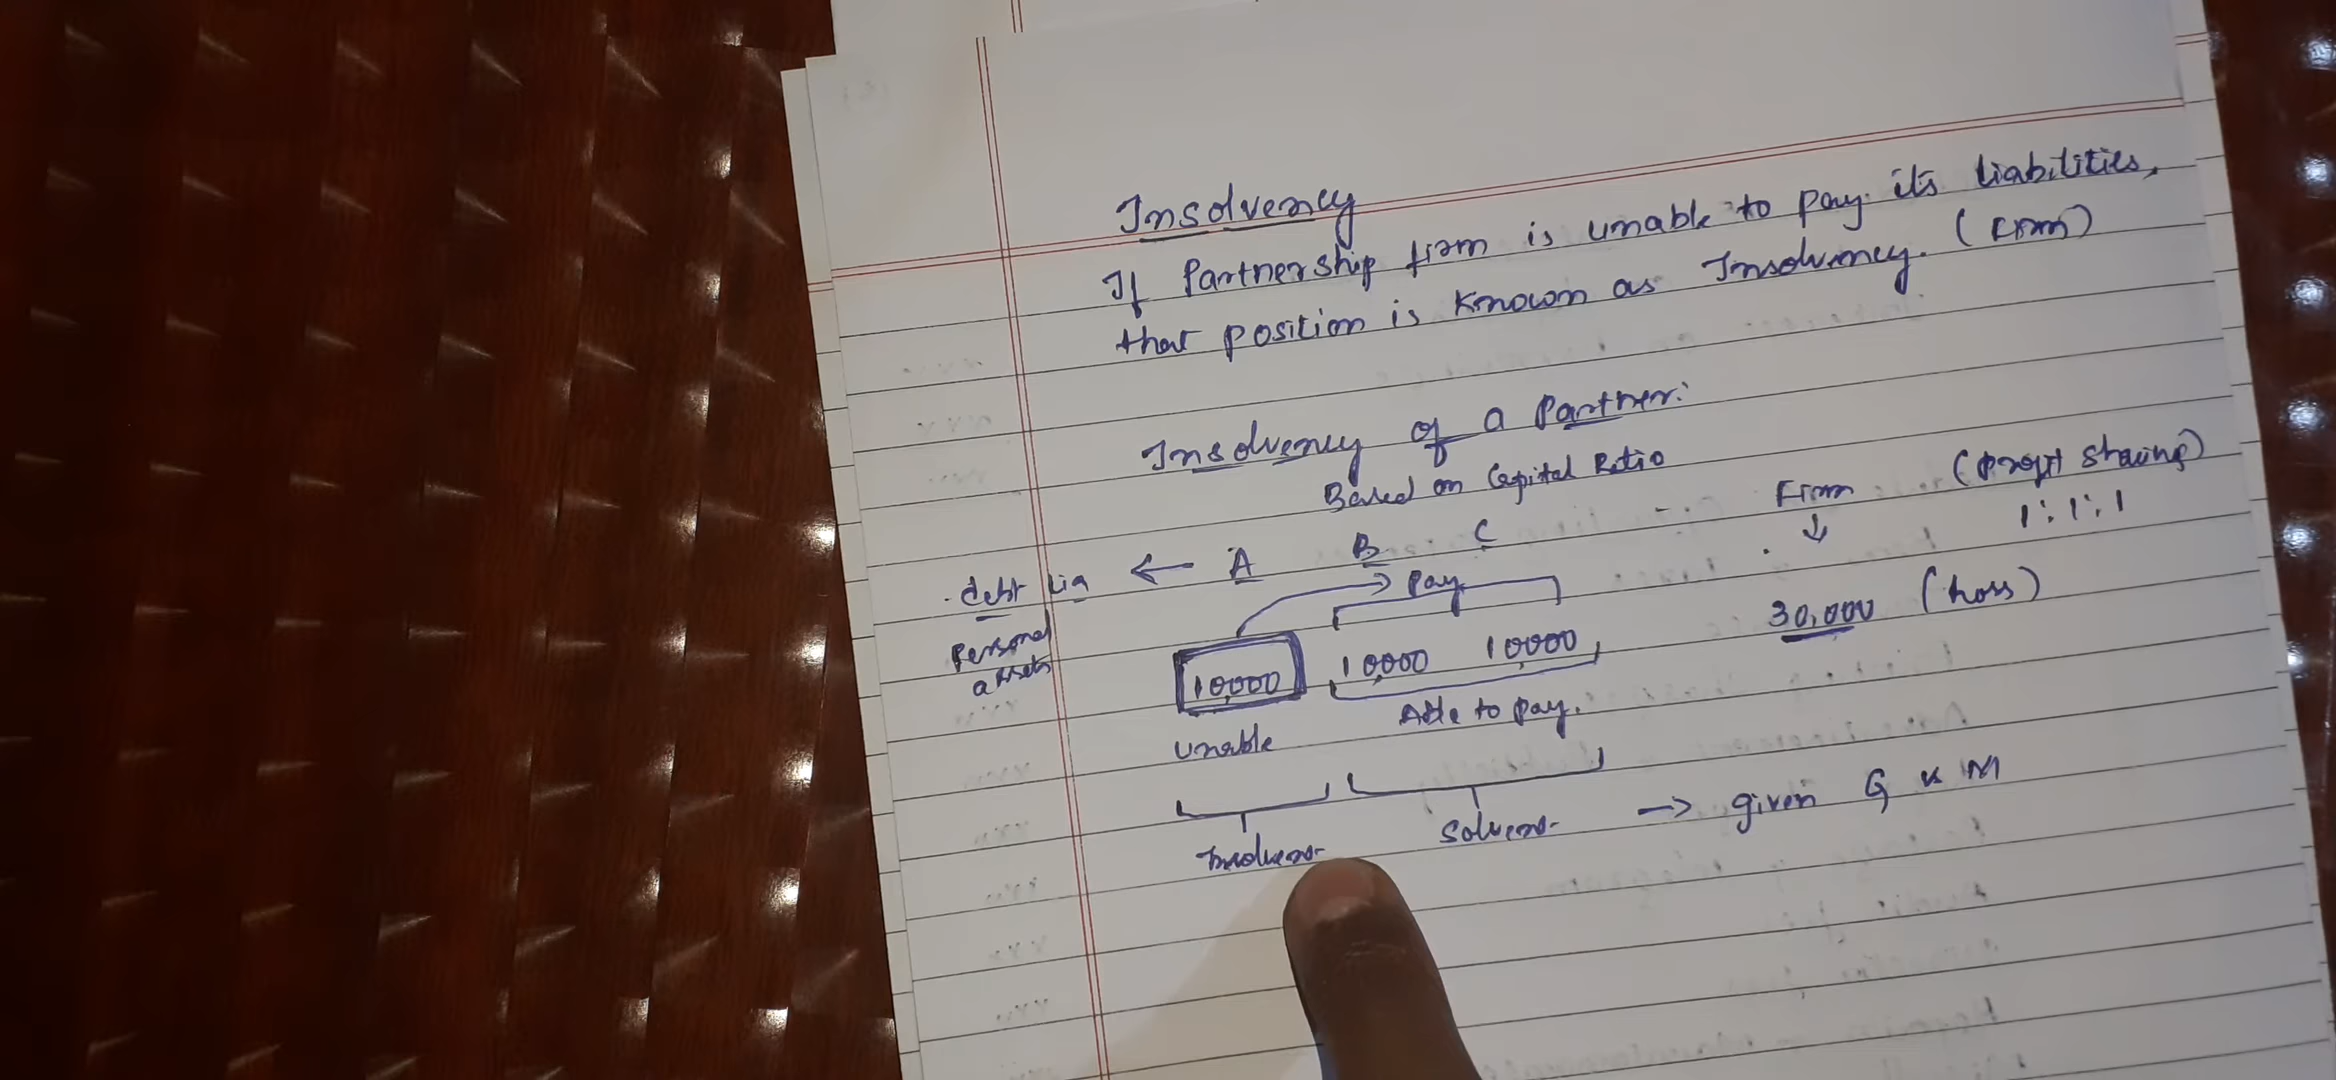 Insolvency
If Partnership firm is unable to pay its liabilities,
that position is known as Insolvency. (Firm)
Insolvency of a Partner:
Based on Capital Ratio
Firm (Profit sharing)
debt lia ← A B C ↓ 1:1:1
Personal assets
→ Pay
10,000 10,000 10,000 30,000 (Loss)
unable Able to pay.
Insolvent Solvent → given G v M